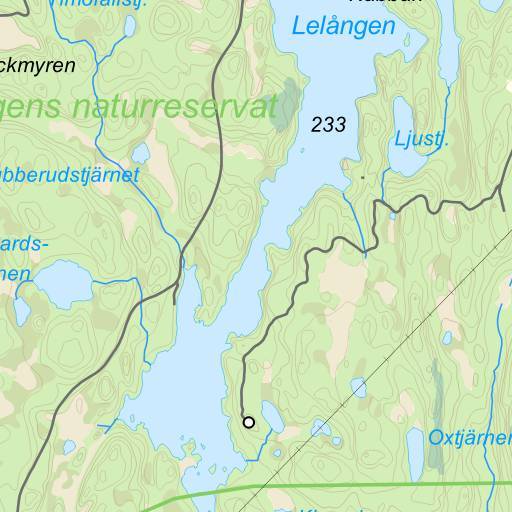 Lelången
ckmyren
gens naturreservat
233
Ljustj.
bberudstjärnet
ards-
nen
Oxtjärnen